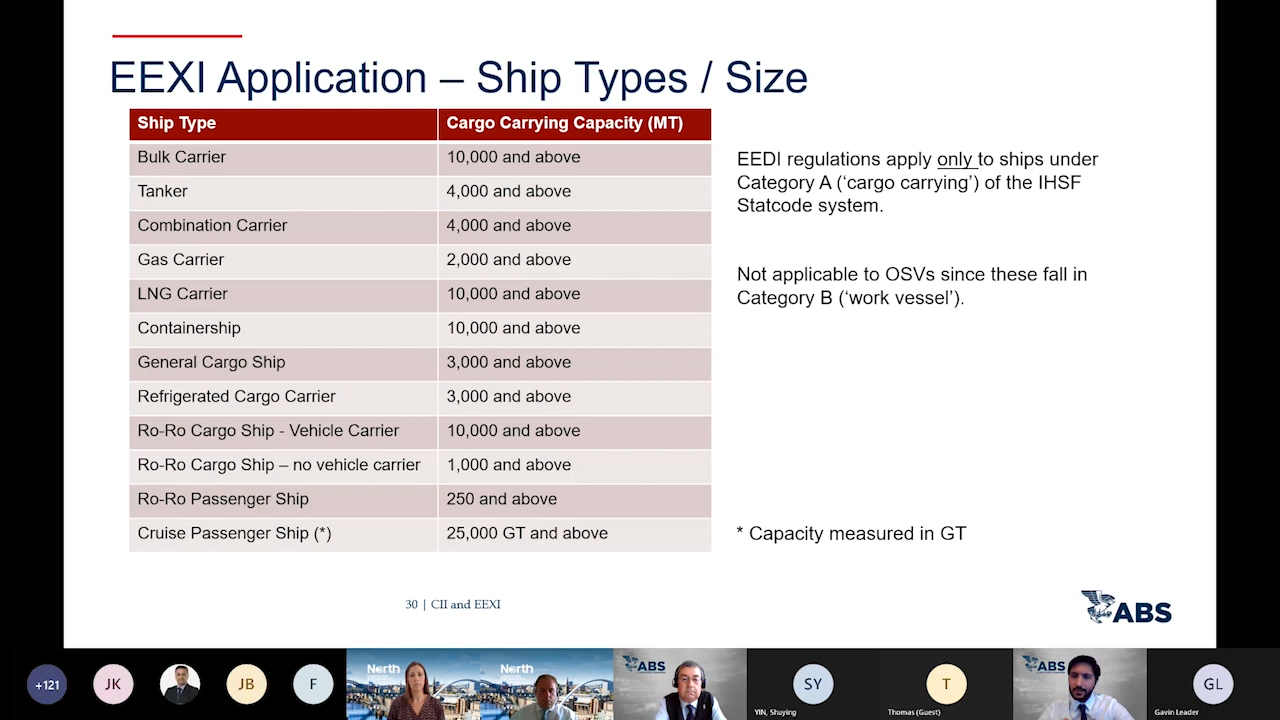 EEXI Application – Ship Types / Size
Ship Type Cargo Carrying Capacity (MT)
Bulk Carrier 10,000 and above
Tanker 4,000 and above
Combination Carrier 4,000 and above
Gas Carrier 2,000 and above
LNG Carrier 10,000 and above
Containership 10,000 and above
General Cargo Ship 3,000 and above
Refrigerated Cargo Carrier 3,000 and above
Ro-Ro Cargo Ship - Vehicle Carrier 10,000 and above
Ro-Ro Cargo Ship – no vehicle carrier 1,000 and above
Ro-Ro Passenger Ship 250 and above
Cruise Passenger Ship (*) 25,000 GT and above
EEDI regulations apply only to ships under
Category A (‘cargo carrying’) of the IHSF
Statcode system.
Not applicable to OSVs since these fall in
Category B (‘work vessel’).
* Capacity measured in GT
30 | CII and EEXI
ABS
+121
JK
JB
F
North
North
ABS
SY
YIN, Shuying
T
Thomas (Guest)
ABS
GL
Gavin Leader